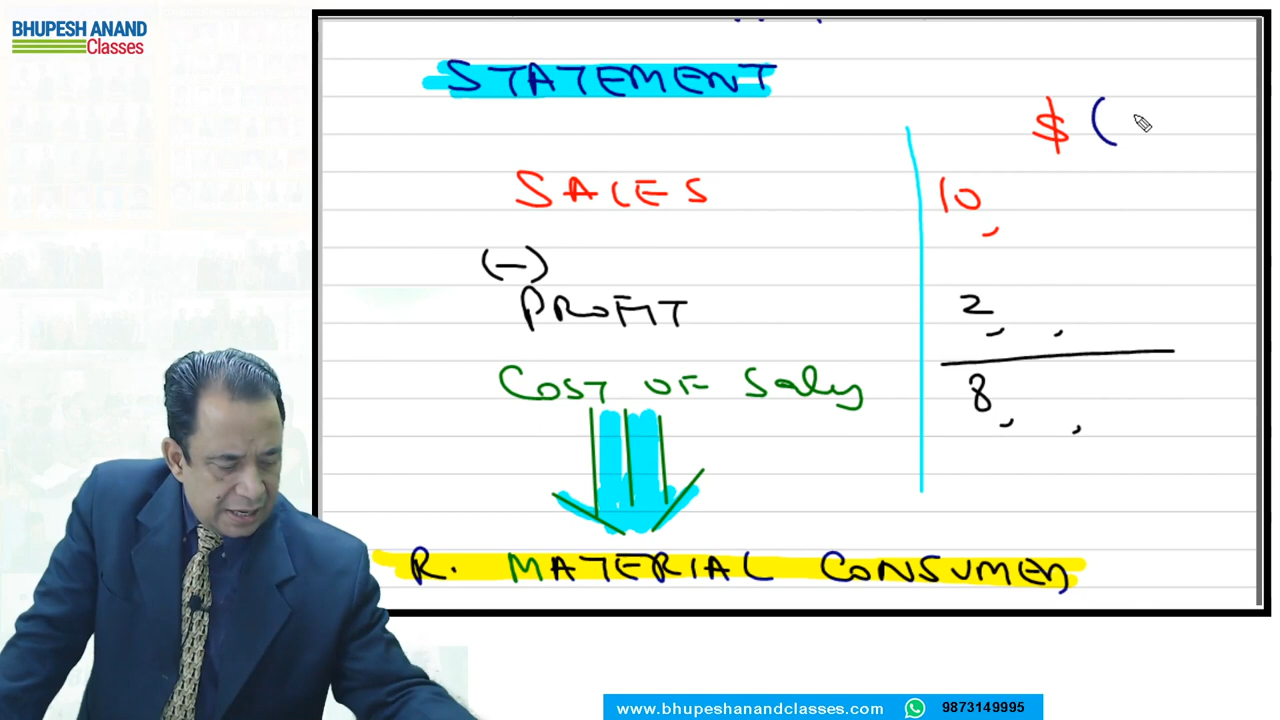 BHUPESH ANAND
Classes
STATEMENT
$ (
SALES 10,
(-)
PROFIT 2, ,
COST OF Sales 8, ,
R. MATERIAL CONSUMED
www.bhupeshanandclasses.com 9873149995